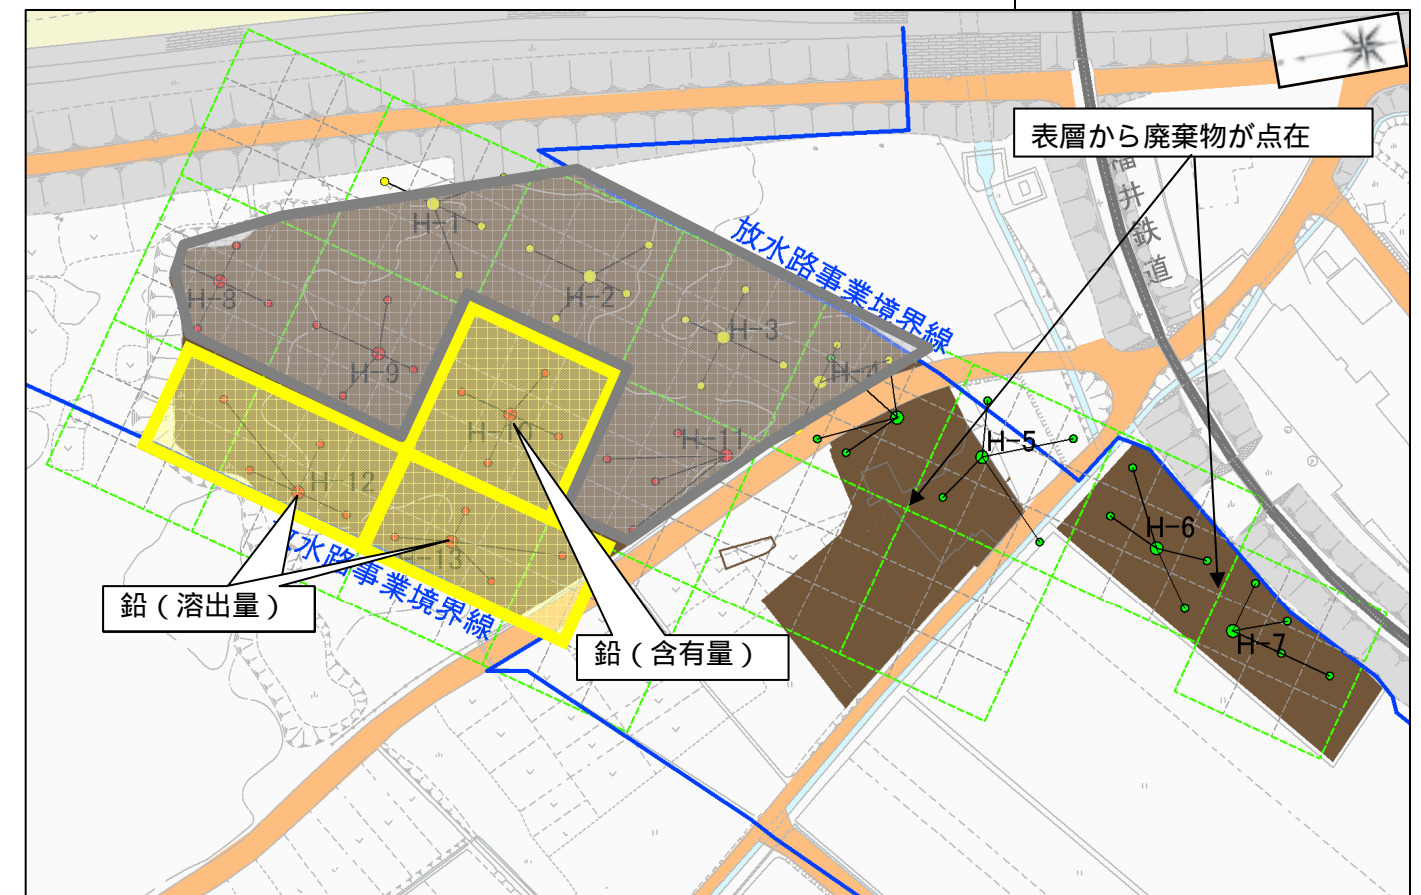 表層から廃棄物が点在
福井鉄道
放水路事業境界線
H-1
H-8
H-2
H-3
H-4
H-9
H-11
H-5
H-12
H-13
H-6
H-7
放水路事業境界線
鉛（溶出量）
鉛（含有量）